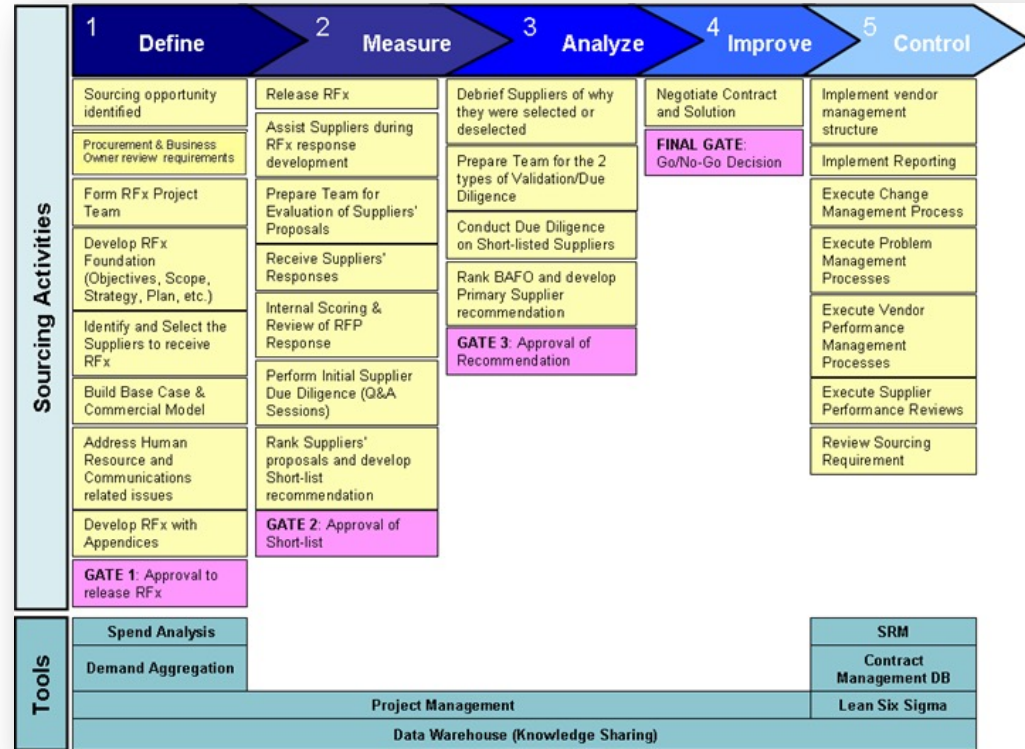 1
Define
2
Measure
3
Analyze
4
Improve
5
Control
Sourcing Activities
Sourcing opportunity
identified
Procurement & Business
Owner review requirements
Form RFx Project
Team
Develop RFx
Foundation
(Objectives, Scope,
Strategy, Plan, etc.)
Identify and Select the
Suppliers to receive
RFx
Build Base Case &
Commercial Model
Address Human
Resource and
Communications
related issues
Develop RFx with
Appendices
GATE 1: Approval to
release RFx
Release RFx
Assist Suppliers during
RFx response
development
Prepare Team for
Evaluation of Suppliers'
Proposals
Receive Suppliers'
Responses
Internal Scoring &
Review of RFP
Response
Perform Initial Supplier
Due Diligence (Q&A
Sessions)
Rank Suppliers'
proposals and develop
Short-list
recommendation
GATE 2: Approval of
Short-list
Debrief Suppliers of why
they were selected or
deselected
Prepare Team for the 2
types of Validation/Due
Diligence
Conduct Due Diligence
on Short-listed Suppliers
Rank BAFO and develop
Primary Supplier
recommendation
GATE 3: Approval of
Recommendation
Negotiate Contract
and Solution
FINAL GATE:
Go/No-Go Decision
Implement vendor
management
structure
Implement Reporting
Execute Change
Management Process
Execute Problem
Management
Processes
Execute Vendor
Performance
Management
Processes
Execute Supplier
Performance Reviews
Review Sourcing
Requirement
Tools
Spend Analysis
Demand Aggregation
SRM
Contract
Management DB
Project Management
Lean Six Sigma
Data Warehouse (Knowledge Sharing)